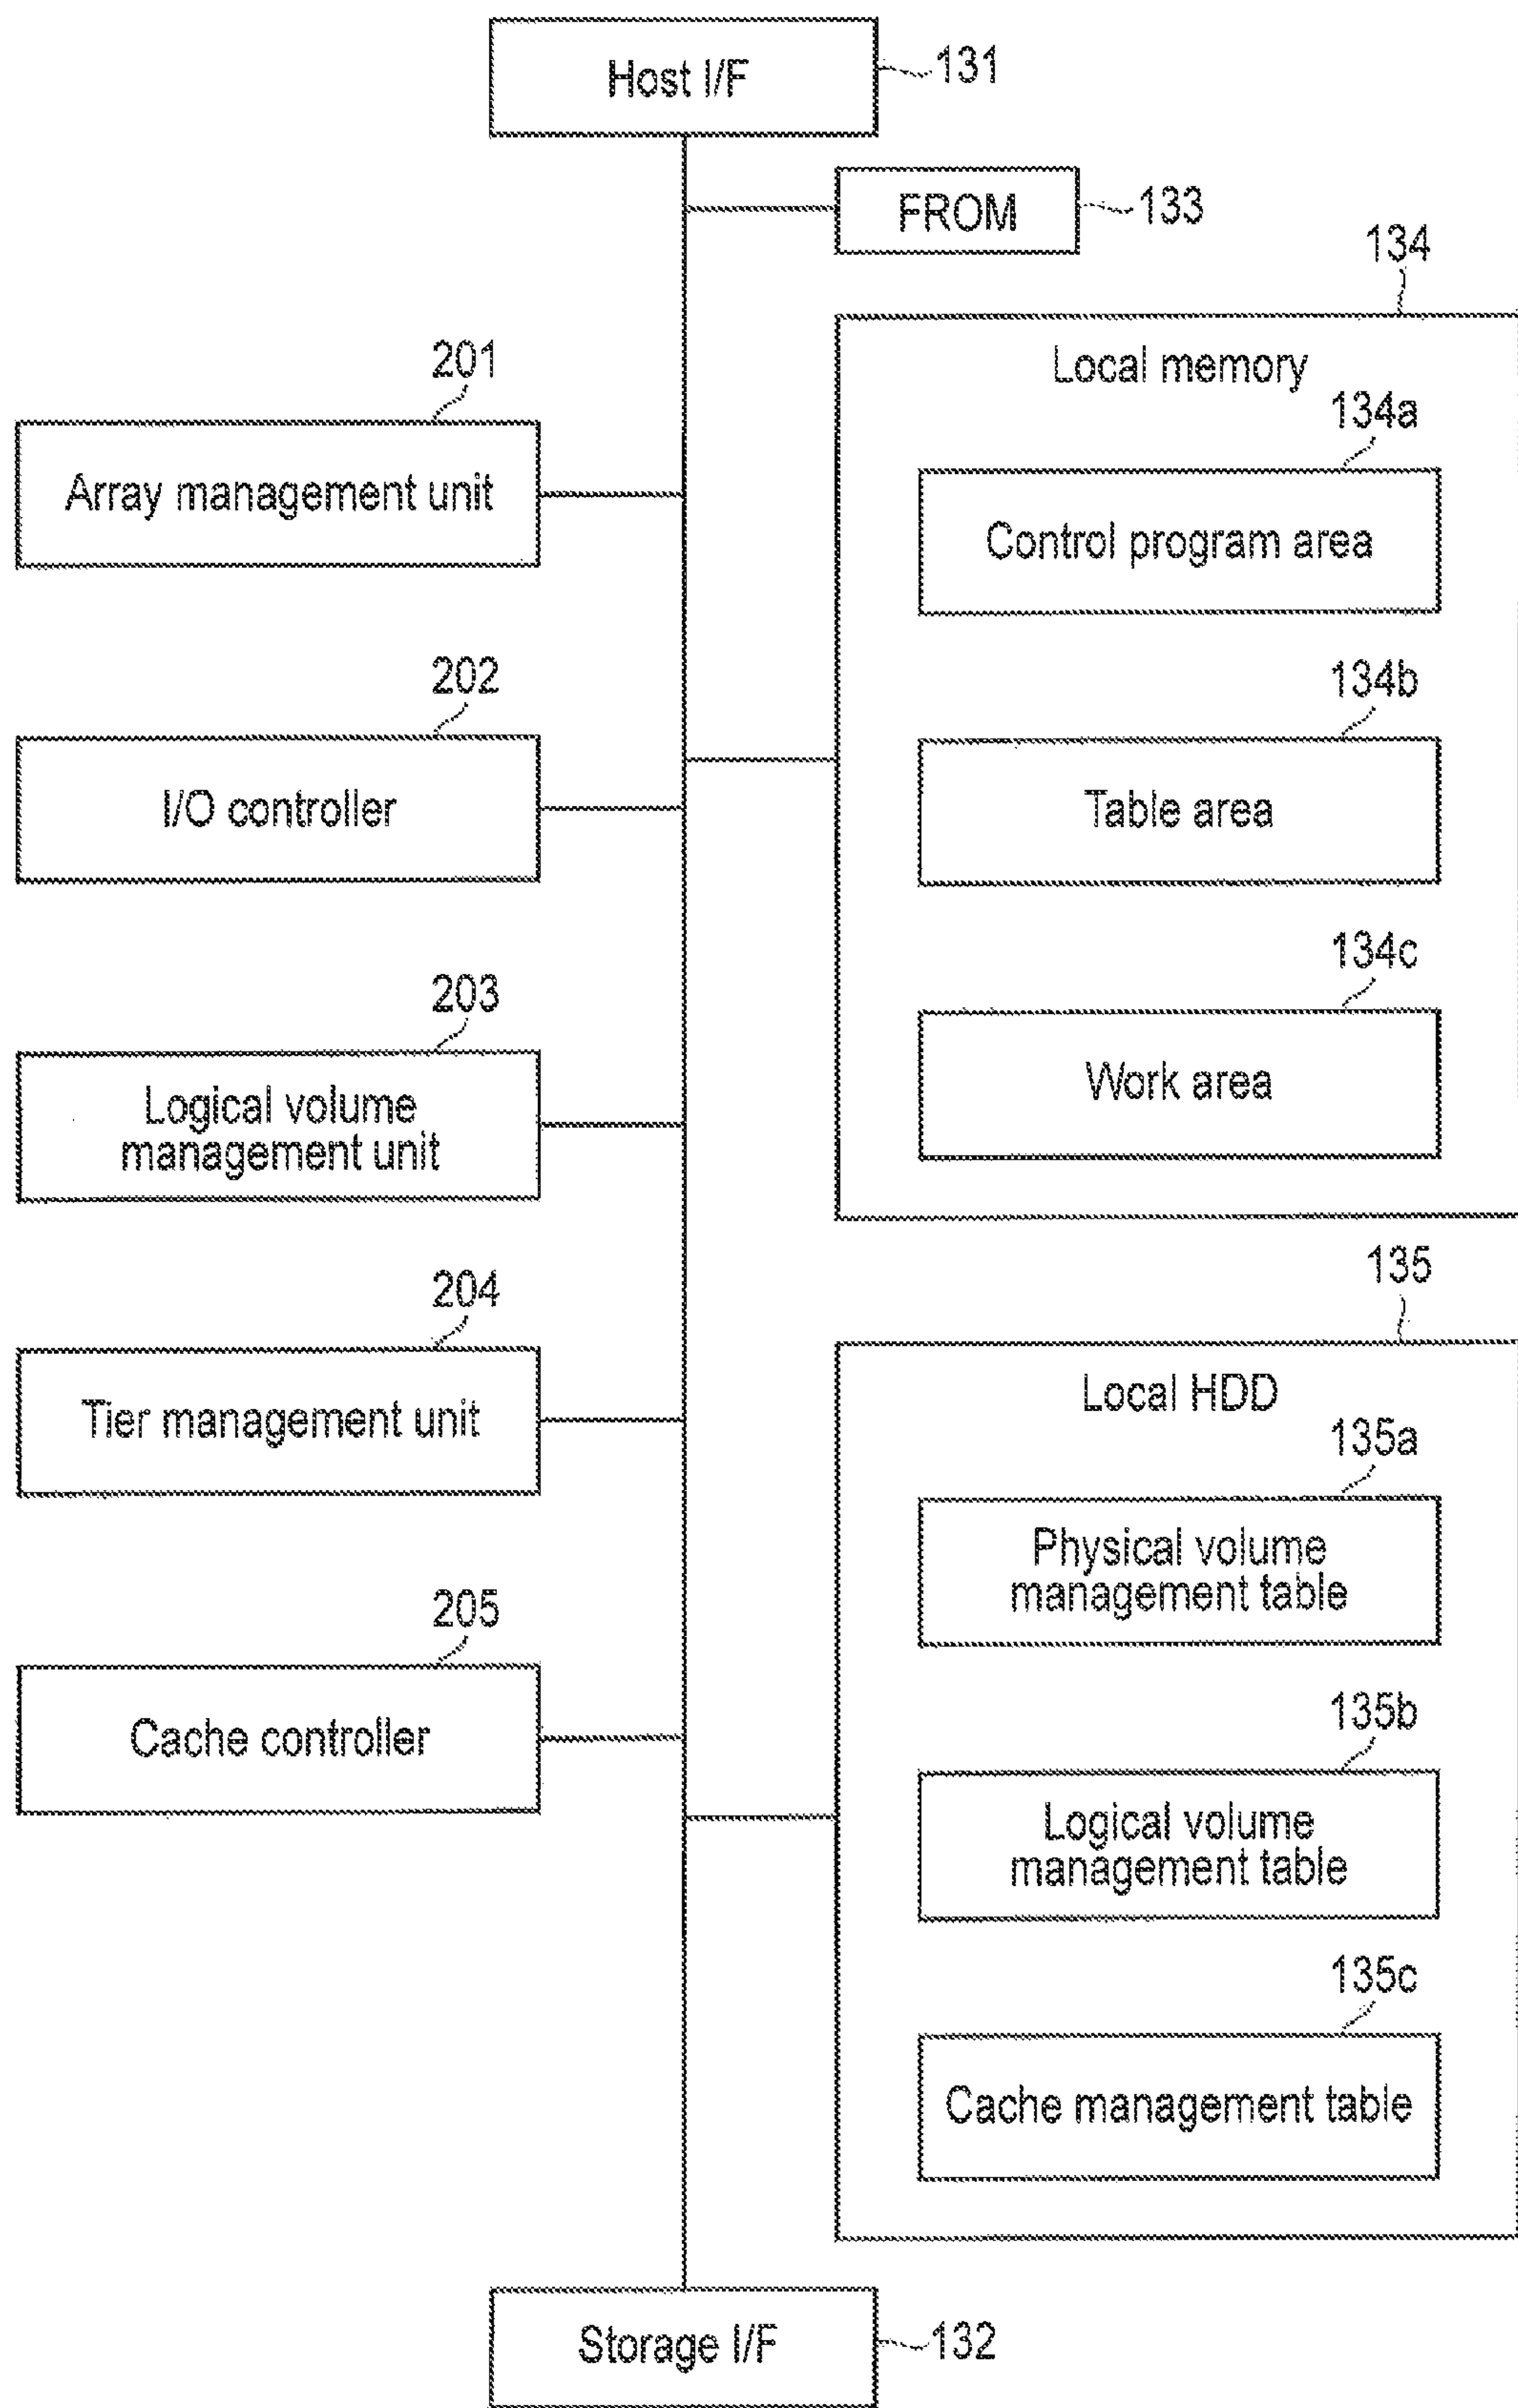 Host I/F
131
FROM
133
134
Local memory
134a
Control program area
134b
Table area
134c
Work area
201
Array management unit
202
I/O controller
203
Logical volume
management unit
204
Tier management unit
205
Cache controller
135
Local HDD
135a
Physical volume
management table
135b
Logical volume
management table
135c
Cache management table
Storage I/F
132